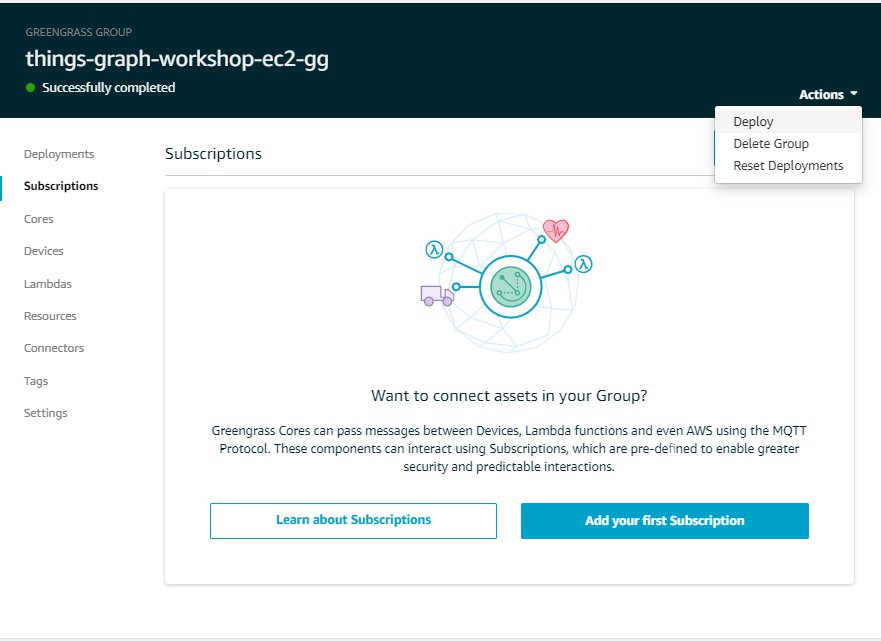 GREENGRASS GROUP
things-graph-workshop-ec2-gg
Successfully completed
Actions
Deploy
Delete Group
Reset Deployments
Deployments
Subscriptions
Cores
Devices
Lambdas
Resources
Connectors
Tags
Settings
Subscriptions
λ
λ
Want to connect assets in your Group?
Greengrass Cores can pass messages between Devices, Lambda functions and even AWS using the MQTT
Protocol. These components can interact using Subscriptions, which are pre-defined to enable greater
security and predictable interactions.
Learn about Subscriptions
Add your first Subscription